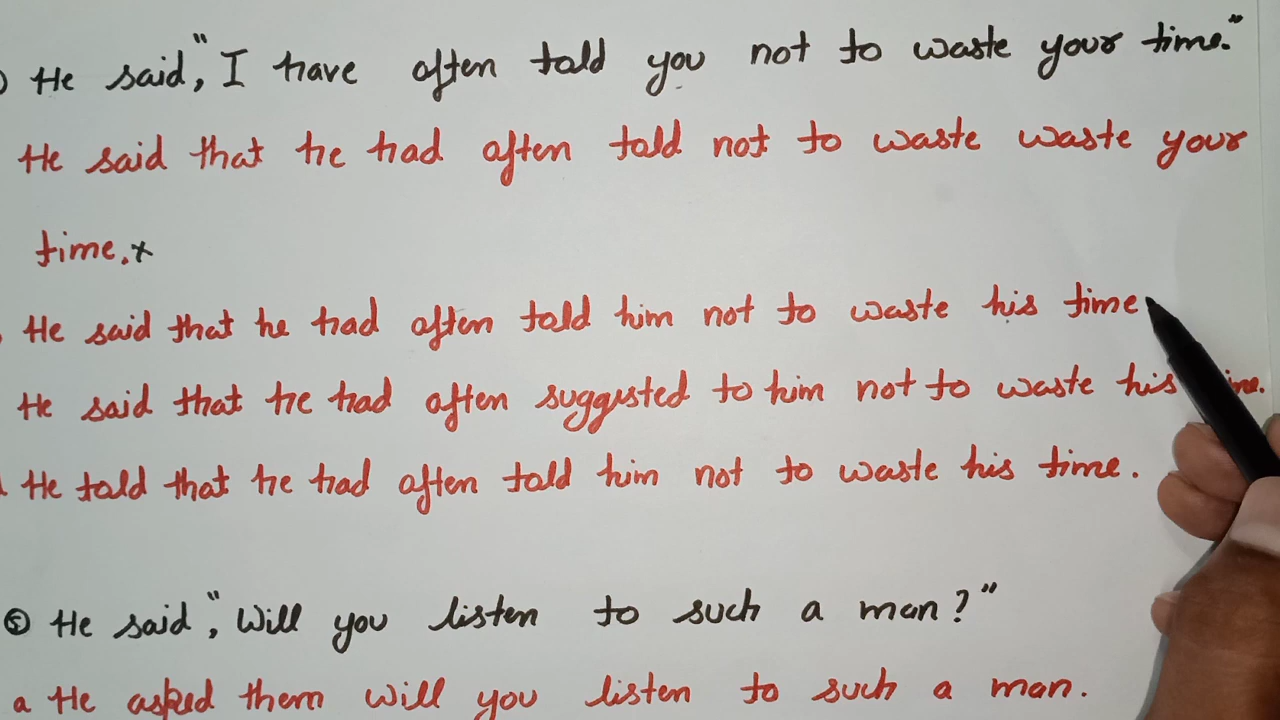 ) He said, "I have often told you not to waste your time."
He said that he had often told not to waste waste your
time. x
He said that he had often told him not to waste his time
He said that he had often suggested to him not to waste his
He told that he had often told him not to waste his time.
⑤ He said, "Will you listen to such a man?"
a He asked them will you listen to such a man.